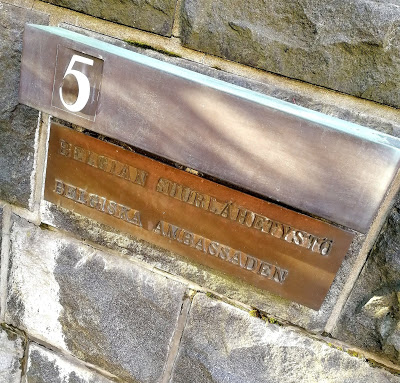 5
BELGIAN SUURLÄHETYSTÖ
BELGISKA AMBASSADEN